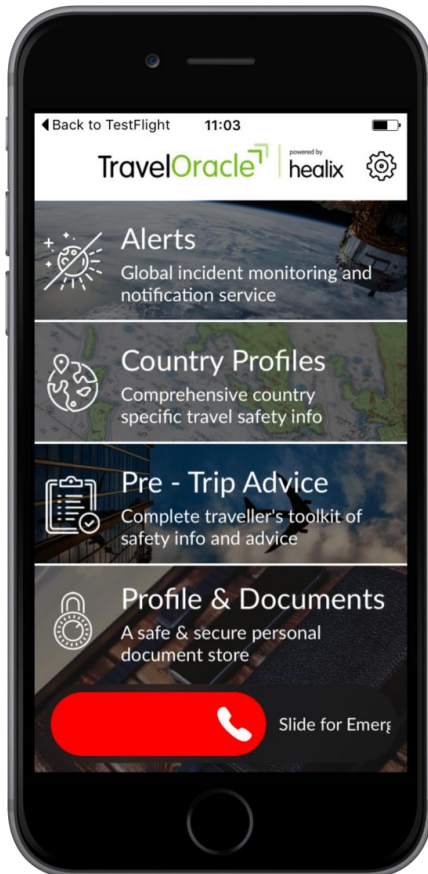 Back to TestFlight 11:03
TravelOracle powered by healix
Alerts
Global incident monitoring and
notification service
Country Profiles
Comprehensive country
specific travel safety info
Pre - Trip Advice
Complete traveller's toolkit of
safety info and advice
Profile & Documents
A safe & secure personal
document store
Slide for Emerg